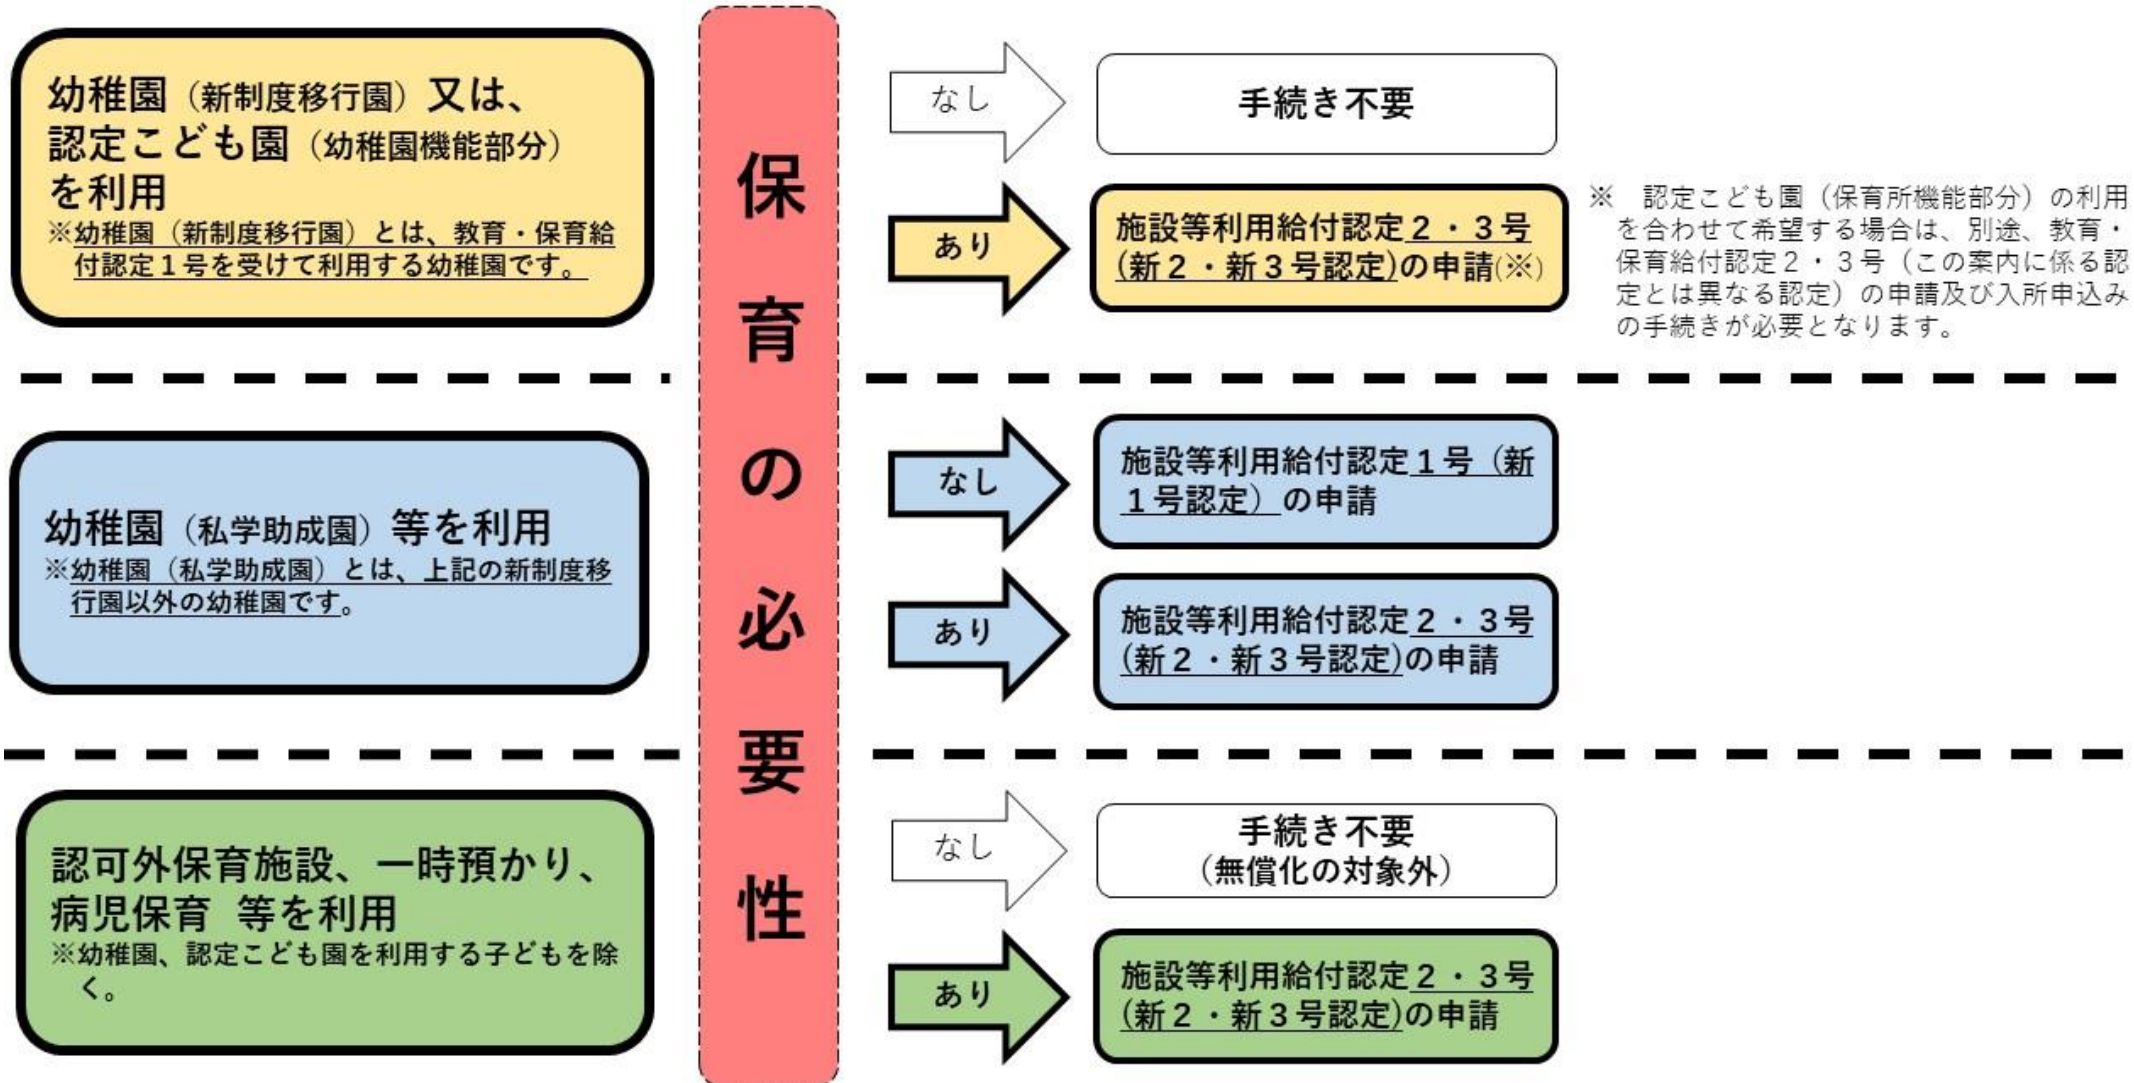 幼稚園（新制度移行園）又は、
認定こども園（幼稚園機能部分）
を利用
※幼稚園（新制度移行園）とは、教育・保育給
付認定１号を受けて利用する幼稚園です。
保育の必要性
なし
手続き不要
あり
施設等利用給付認定２・３号
(新２・新３号認定)の申請(※)
※　認定こども園（保育所機能部分）の利用
を合わせて希望する場合は、別途、教育・
保育給付認定２・３号（この案内に係る認
定とは異なる認定）の申請及び入所申込み
の手続きが必要となります。
幼稚園（私学助成園）等を利用
※幼稚園（私学助成園）とは、上記の新制度移
行園以外の幼稚園です。
なし
施設等利用給付認定１号（新
１号認定）の申請
あり
施設等利用給付認定２・３号
(新２・新３号認定)の申請
認可外保育施設、一時預かり、
病児保育 等を利用
※幼稚園、認定こども園を利用する子どもを除
く。
なし
手続き不要
（無償化の対象外）
あり
施設等利用給付認定２・３号
(新２・新３号認定)の申請